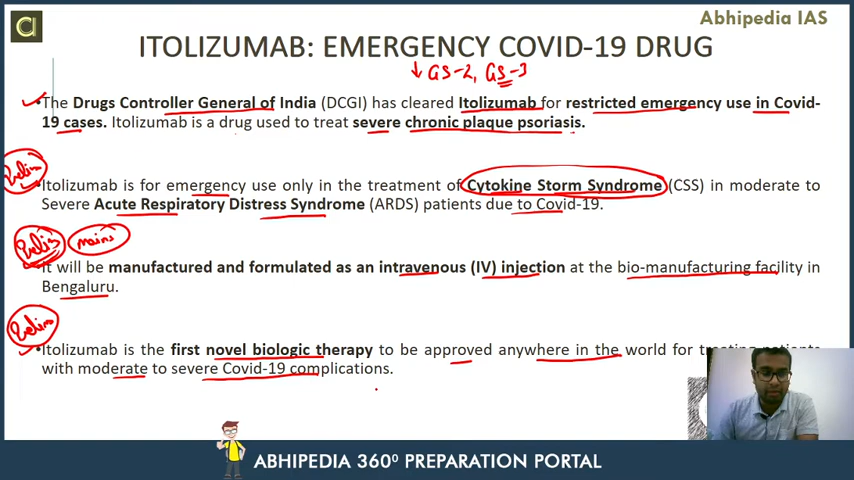 Abhipedia IAS
ITOLIZUMAB: EMERGENCY COVID-19 DRUG
↓ GS-2, GS-3
•The Drugs Controller General of India (DCGI) has cleared Itolizumab for restricted emergency use in Covid-
19 cases. Itolizumab is a drug used to treat severe chronic plaque psoriasis.
Prelims
•Itolizumab is for emergency use only in the treatment of Cytokine Storm Syndrome (CSS) in moderate to
Severe Acute Respiratory Distress Syndrome (ARDS) patients due to Covid-19.
Prelims mains
•It will be manufactured and formulated as an intravenous (IV) injection at the bio-manufacturing facility in
Bengaluru.
Prelims
•Itolizumab is the first novel biologic therapy to be approved anywhere in the world for treating patients
with moderate to severe Covid-19 complications.
ABHIPEDIA 360⁰ PREPARATION PORTAL